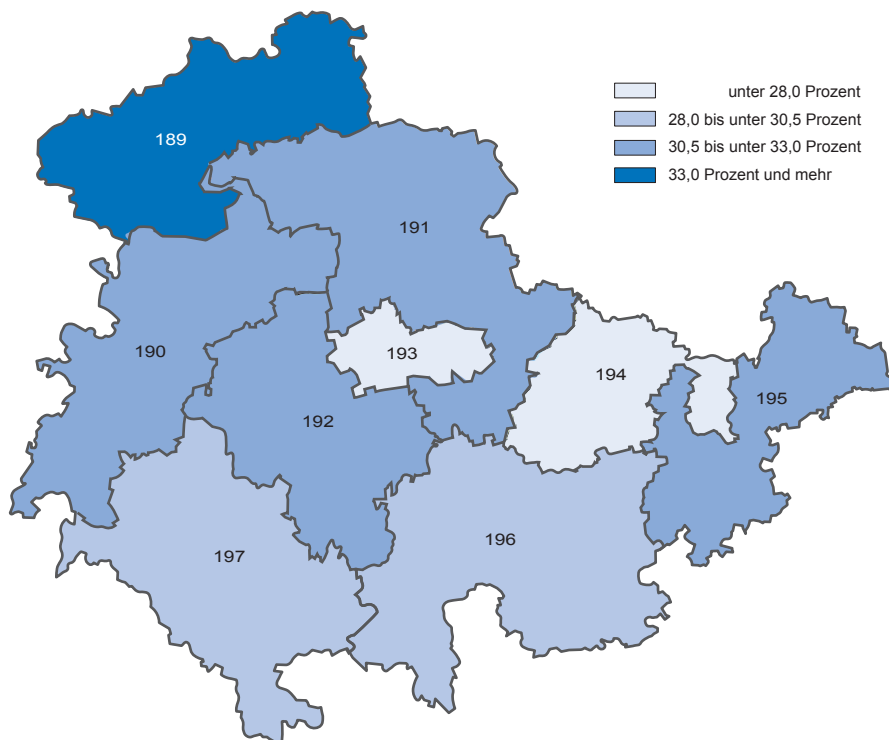 unter 28,0 Prozent
28,0 bis unter 30,5 Prozent
30,5 bis unter 33,0 Prozent
33,0 Prozent und mehr
189
191
190
193
194
195
192
196
197